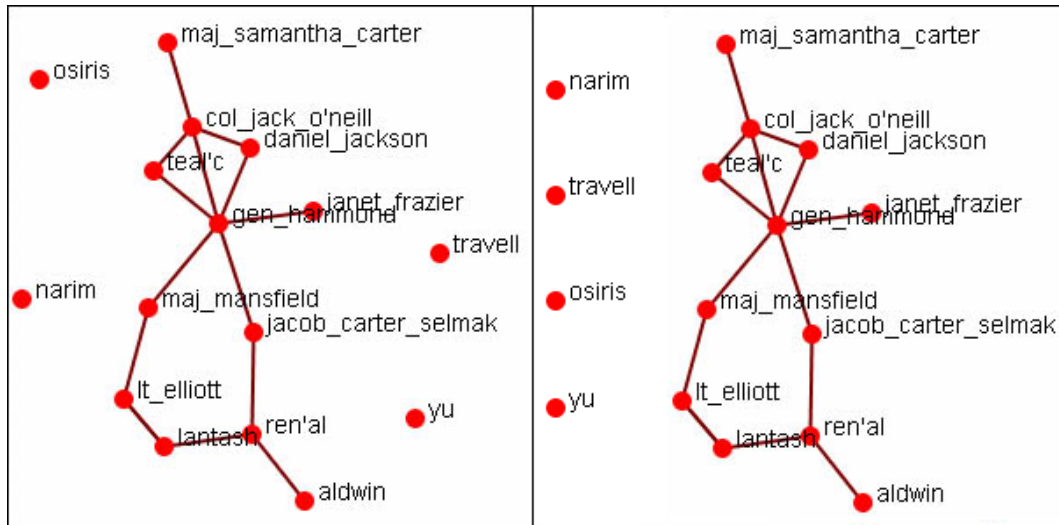 maj_samantha_carter
osiris
col_jack_o'neill
daniel_jackson
teal'c
janet_frazier
gen_hammond
travell
narim
maj_mansfield
jacob_carter_selmak
lt_elliott
yu
ren'al
lantash
aldwin
maj_samantha_carter
narim
col_jack_o'neill
daniel_jackson
teal'c
travell
janet_frazier
gen_hammond
osiris
maj_mansfield
jacob_carter_selmak
lt_elliott
yu
ren'al
lantash
aldwin